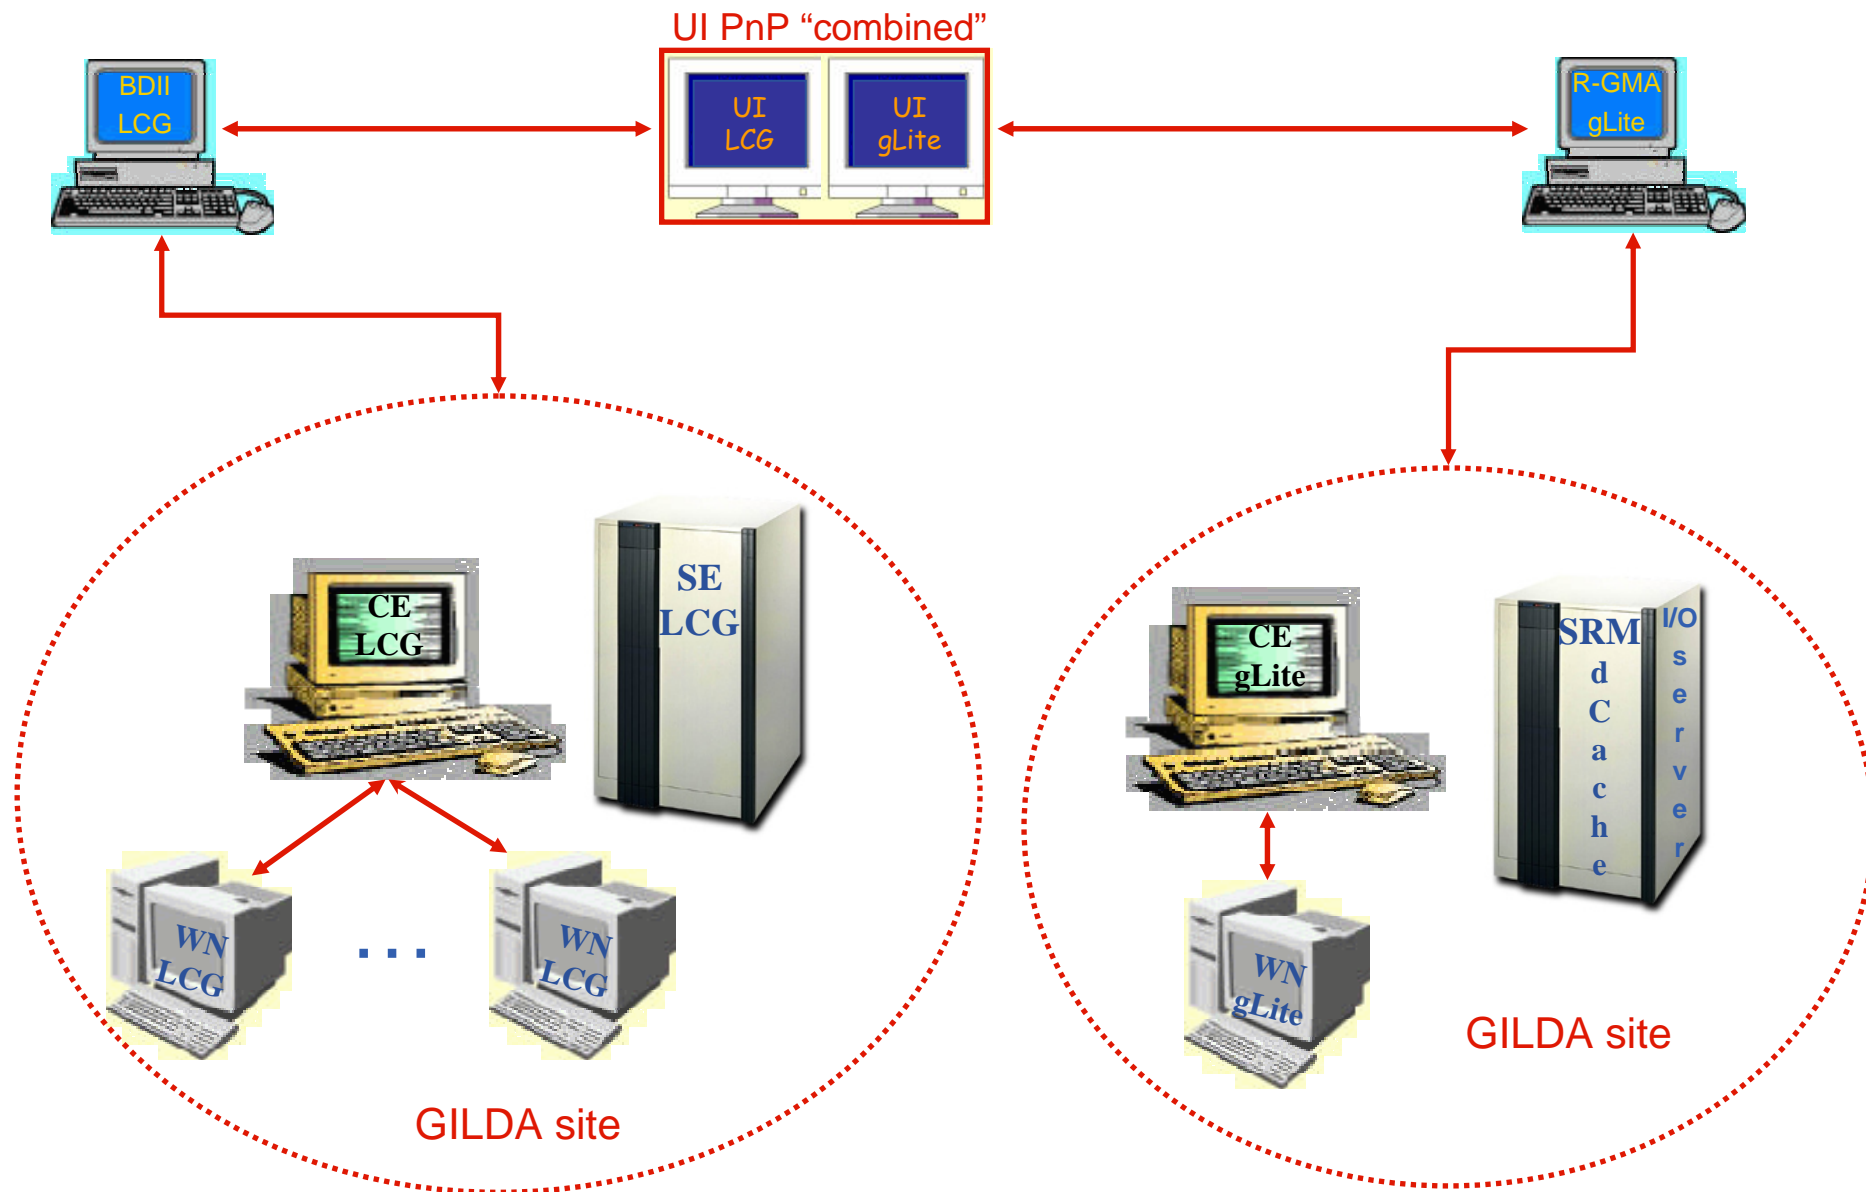 UI PnP “combined”
BDII
LCG
UI
LCG
UI
gLite
R-GMA
gLite
CE
LCG
SE
LCG
WN
LCG
...
WN
LCG
GILDA site
CE
gLite
SRM
dCache
I/O
server
WN
gLite
GILDA site